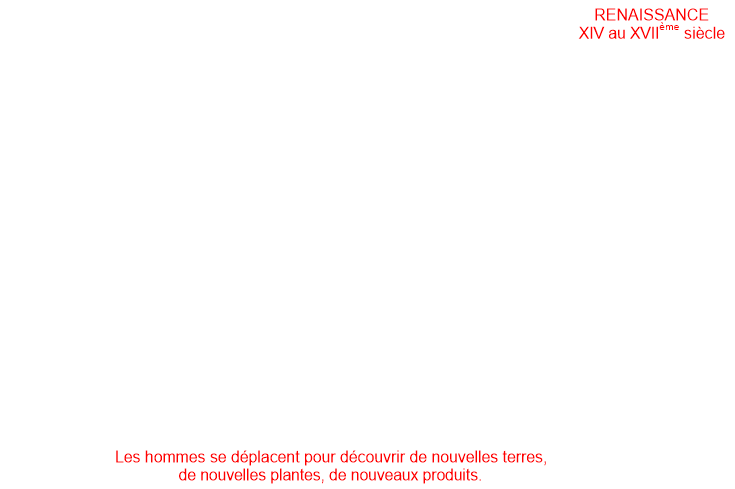 RENAISSANCE
XIV au XVIIème siècle
Les hommes se déplacent pour découvrir de nouvelles terres,
de nouvelles plantes, de nouveaux produits.